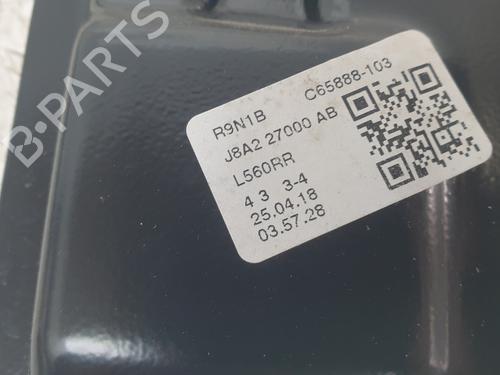 B-PARTS
R9N1B C65888-103
J8A2 27000 AB
L560RR
4 3 3-4
25.04.18
03.57.28